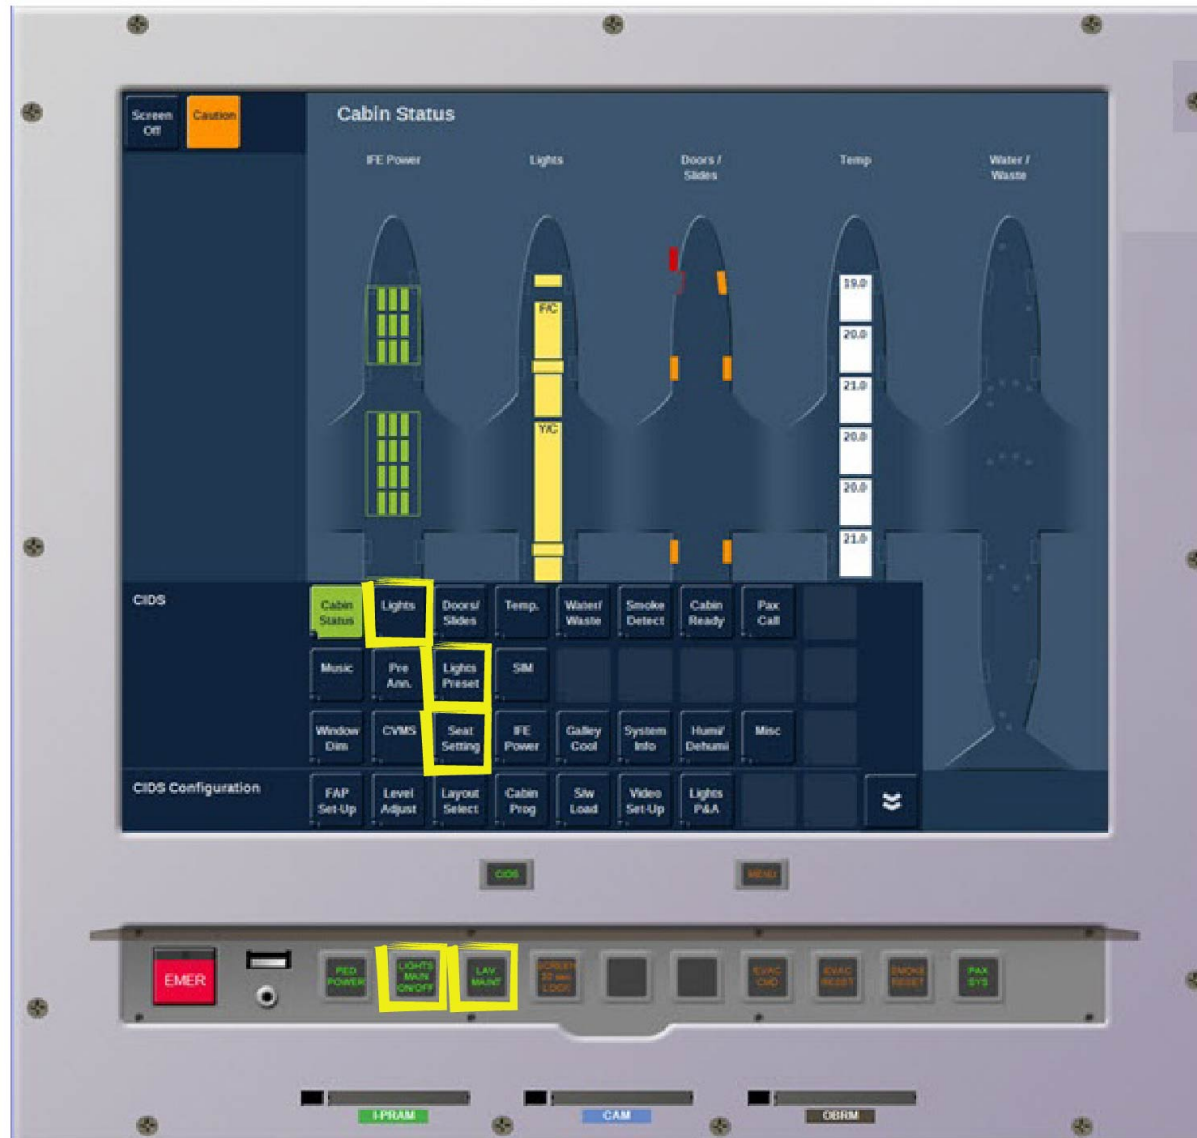 Screen
Off
Caution
Cabin Status
IFE Power
Lights
Doors /
Slides
Temp
Water /
Waste
F/C
Y/C
19.0
20.0
21.0
20.0
20.0
21.0
CIDS
Cabin
Status
Lights
Doors/
Slides
Temp.
Water/
Waste
Smoke
Detect
Cabin
Ready
Pax
Call
Music
Pre
Ann.
Lights
Preset
SIM
Window
Dim
CVMS
Seat
Setting
IFE
Power
Galley
Cool
System
Info
Humi/
Dehumi
Misc
CIDS Configuration
FAP
Set-Up
Level
Adjust
Layout
Select
Cabin
Prog
S/w
Load
Video
Set-Up
Lights
P&A
CIDS
MENU
EMER
PED
POWER
LIGHTS
MAIN
ON/OFF
LAV
MAINT
SCREEN
30 sec
LOCK
EVAC
CMD
EVAC
RESET
SMOKE
RESET
PAX
SYS
I-PRAM
CAM
OBRM